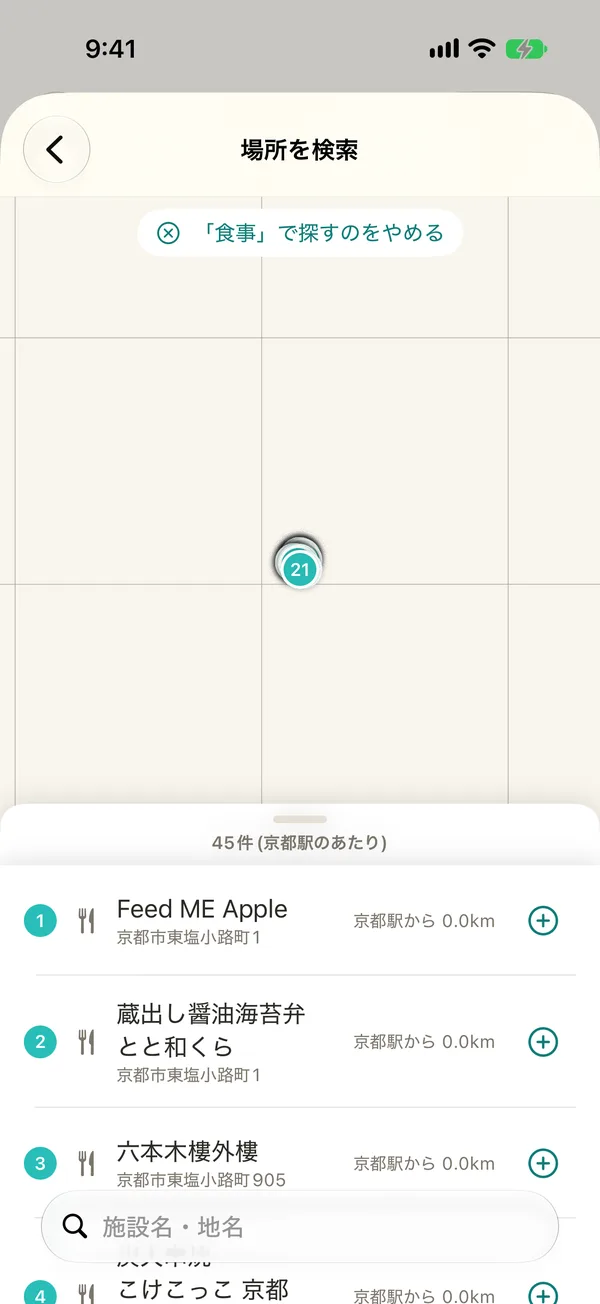 9:41
場所を検索
「食事」で探すのをやめる
21
45件 (京都駅のあたり)
1
Feed ME Apple
京都市東塩小路町1
京都駅から 0.0km
2
蔵出し醤油海苔弁
とと和くら
京都市東塩小路町1
京都駅から 0.0km
3
六本木樓外樓
京都市東塩小路町905
京都駅から 0.0km
施設名・地名
4
こけこっこ 京都
京都駅から 0.0km